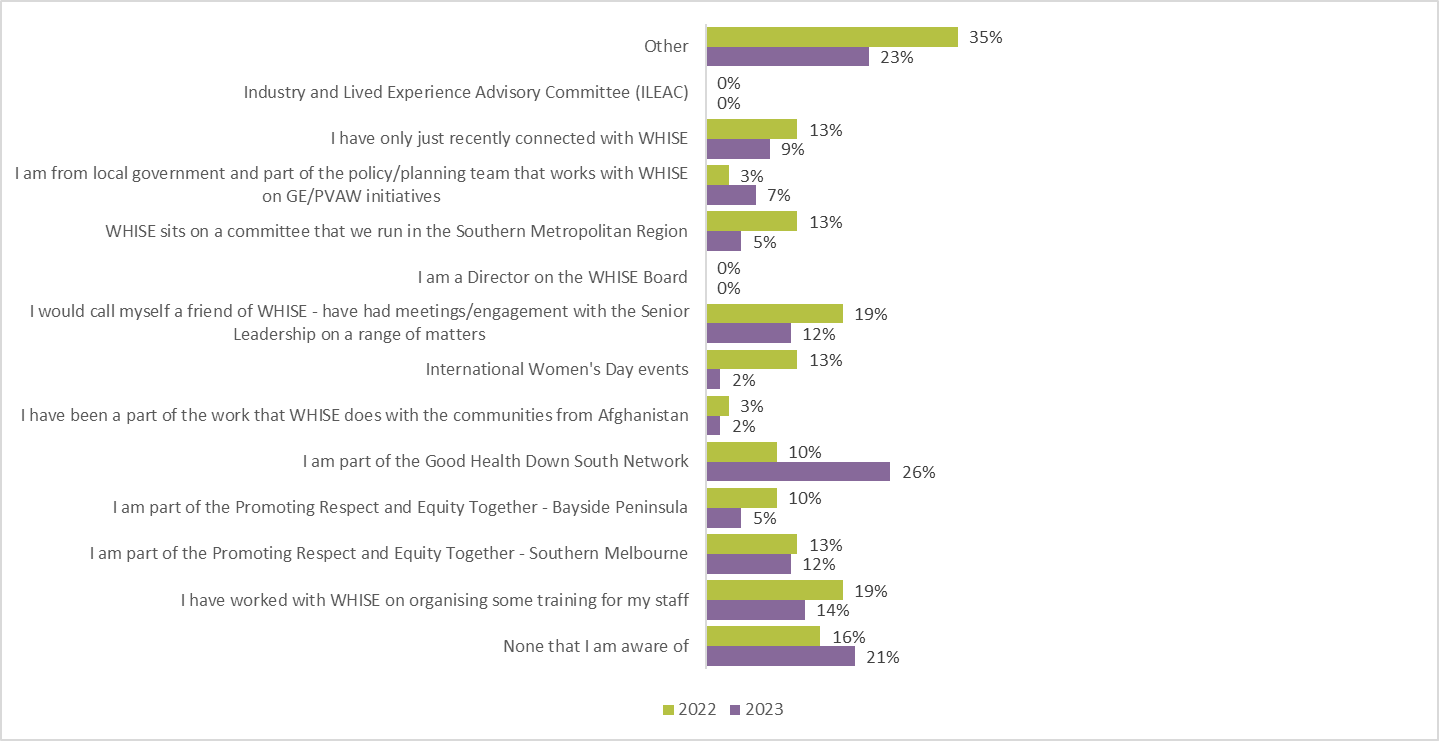 Other
35%
23%
Industry and Lived Experience Advisory Committee (ILEAC)
0%
0%
I have only just recently connected with WHISE
13%
9%
I am from local government and part of the policy/planning team that works with WHISE
on GE/PVAW initiatives
3%
7%
WHISE sits on a committee that we run in the Southern Metropolitan Region
13%
5%
I am a Director on the WHISE Board
0%
0%
I would call myself a friend of WHISE - have had meetings/engagement with the Senior
Leadership on a range of matters
19%
12%
International Women's Day events
13%
2%
I have been a part of the work that WHISE does with the communities from Afghanistan
3%
2%
I am part of the Good Health Down South Network
10%
26%
I am part of the Promoting Respect and Equity Together - Bayside Peninsula
10%
5%
I am part of the Promoting Respect and Equity Together - Southern Melbourne
13%
12%
I have worked with WHISE on organising some training for my staff
19%
14%
None that I am aware of
16%
21%
2022 2023